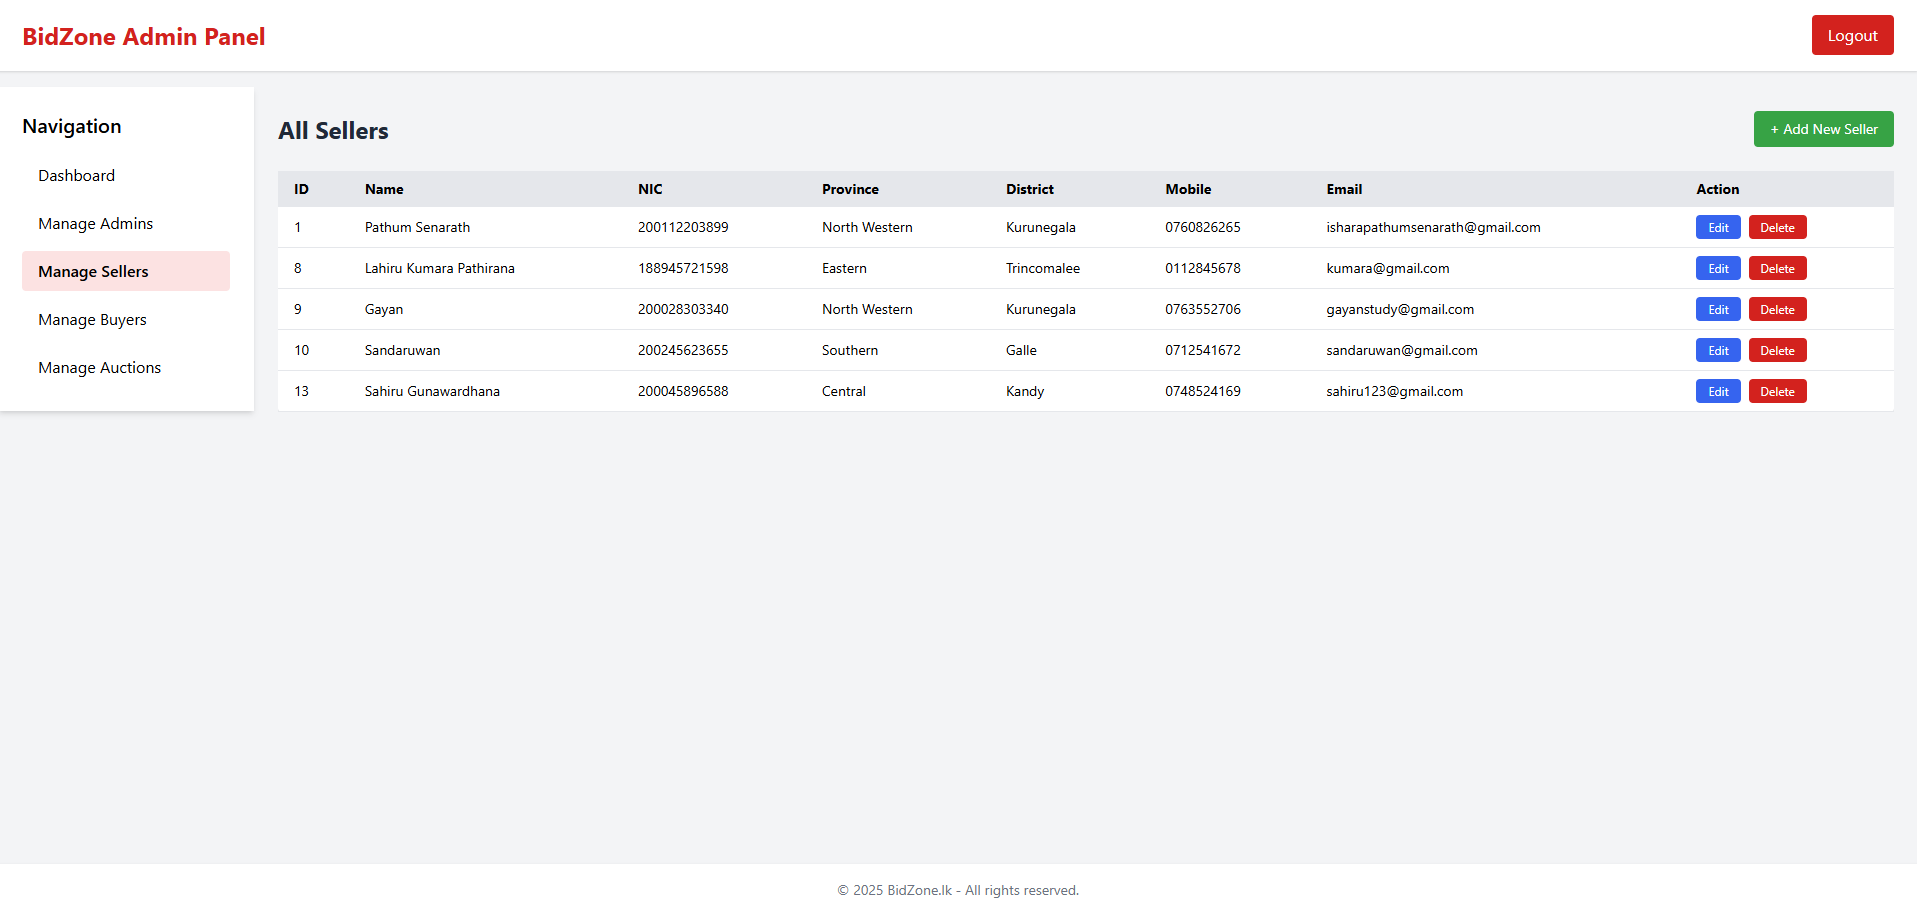 BidZone Admin Panel
Logout
Navigation
Dashboard
Manage Admins
Manage Sellers
Manage Buyers
Manage Auctions
All Sellers
+ Add New Seller
ID Name NIC Province District Mobile Email Action
1 Pathum Senarath 200112203899 North Western Kurunegala 0760826265 isharapathumsenarath@gmail.com Edit Delete
8 Lahiru Kumara Pathirana 188945721598 Eastern Trincomalee 0112845678 kumara@gmail.com Edit Delete
9 Gayan 200028303340 North Western Kurunegala 0763552706 gayanstudy@gmail.com Edit Delete
10 Sandaruwan 200245623655 Southern Galle 0712541672 sandaruwan@gmail.com Edit Delete
13 Sahiru Gunawardhana 200045896588 Central Kandy 0748524169 sahiru123@gmail.com Edit Delete
© 2025 BidZone.lk - All rights reserved.